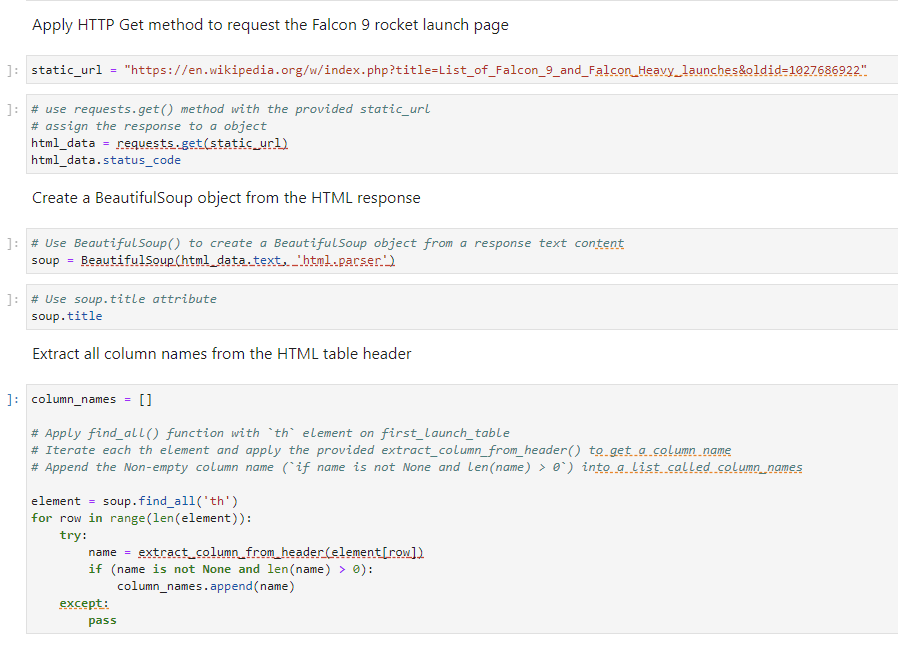 Apply HTTP Get method to request the Falcon 9 rocket launch page
]: static_url = "https://en.wikipedia.org/w/index.php?title=List_of_Falcon_9_and_Falcon_Heavy_launches&oldid=1027686922"
]: # use requests.get() method with the provided static_url
# assign the response to a object
html_data = requests.get(static_url)
html_data.status_code
Create a BeautifulSoup object from the HTML response
]: # Use BeautifulSoup() to create a BeautifulSoup object from a response text content
soup = BeautifulSoup(html_data.text, 'html.parser')
]: # Use soup.title attribute
soup.title
Extract all column names from the HTML table header
]: column_names = []
# Apply find_all() function with `th` element on first_launch_table
# Iterate each th element and apply the provided extract_column_from_header() to get a column name
# Append the Non-empty column name (`if name is not None and len(name) > 0`) into a list called column_names
element = soup.find_all('th')
for row in range(len(element)):
    try:
        name = extract_column_from_header(element[row])
        if (name is not None and len(name) > 0):
            column_names.append(name)
    except:
        pass